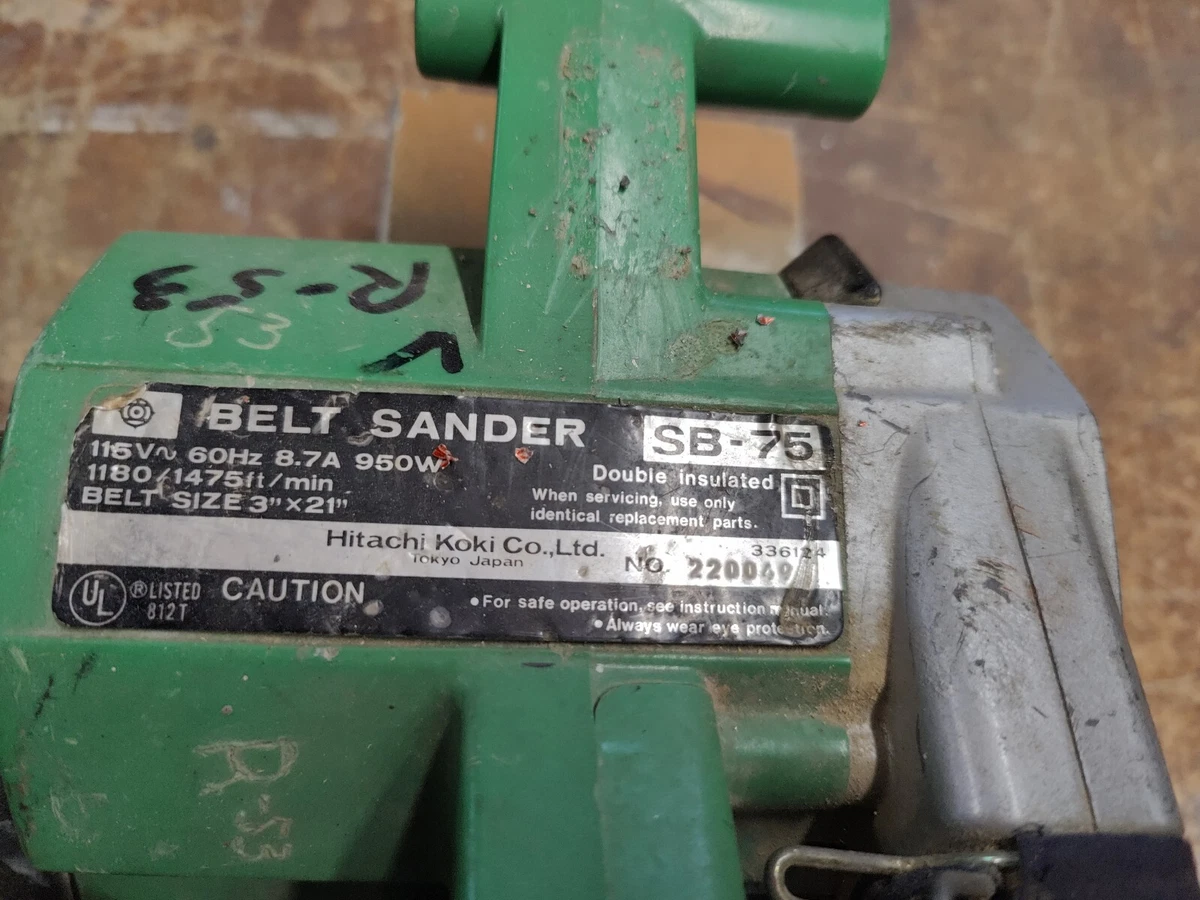 R-53
53
V
BELT SANDER SB-75
115V~ 60Hz 8.7A 950W
1180/1475ft/min
BELT SIZE 3"×21"
Double insulated
When servicing, use only
identical replacement parts.
Hitachi Koki Co.,Ltd.
Tokyo Japan
336124
NO. 220049
UL ®LISTED
812T
CAUTION
•For safe operation, see instruction manual.
•Always wear eye protection.
R-53